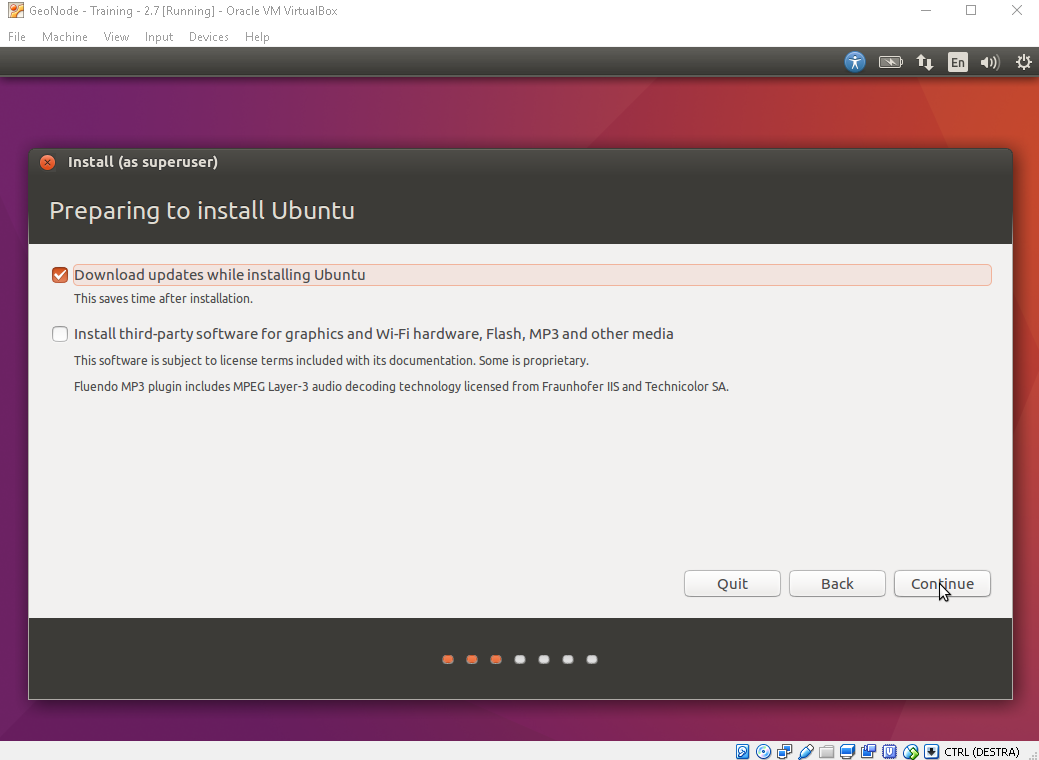 GeoNode - Training - 2.7 [Running] - Oracle VM VirtualBox
File Machine View Input Devices Help
En
Install (as superuser)
Preparing to install Ubuntu
Download updates while installing Ubuntu
This saves time after installation.
Install third-party software for graphics and Wi-Fi hardware, Flash, MP3 and other media
This software is subject to license terms included with its documentation. Some is proprietary.
Fluendo MP3 plugin includes MPEG Layer-3 audio decoding technology licensed from Fraunhofer IIS and Technicolor SA.
Quit Back Continue
CTRL (DESTRA)